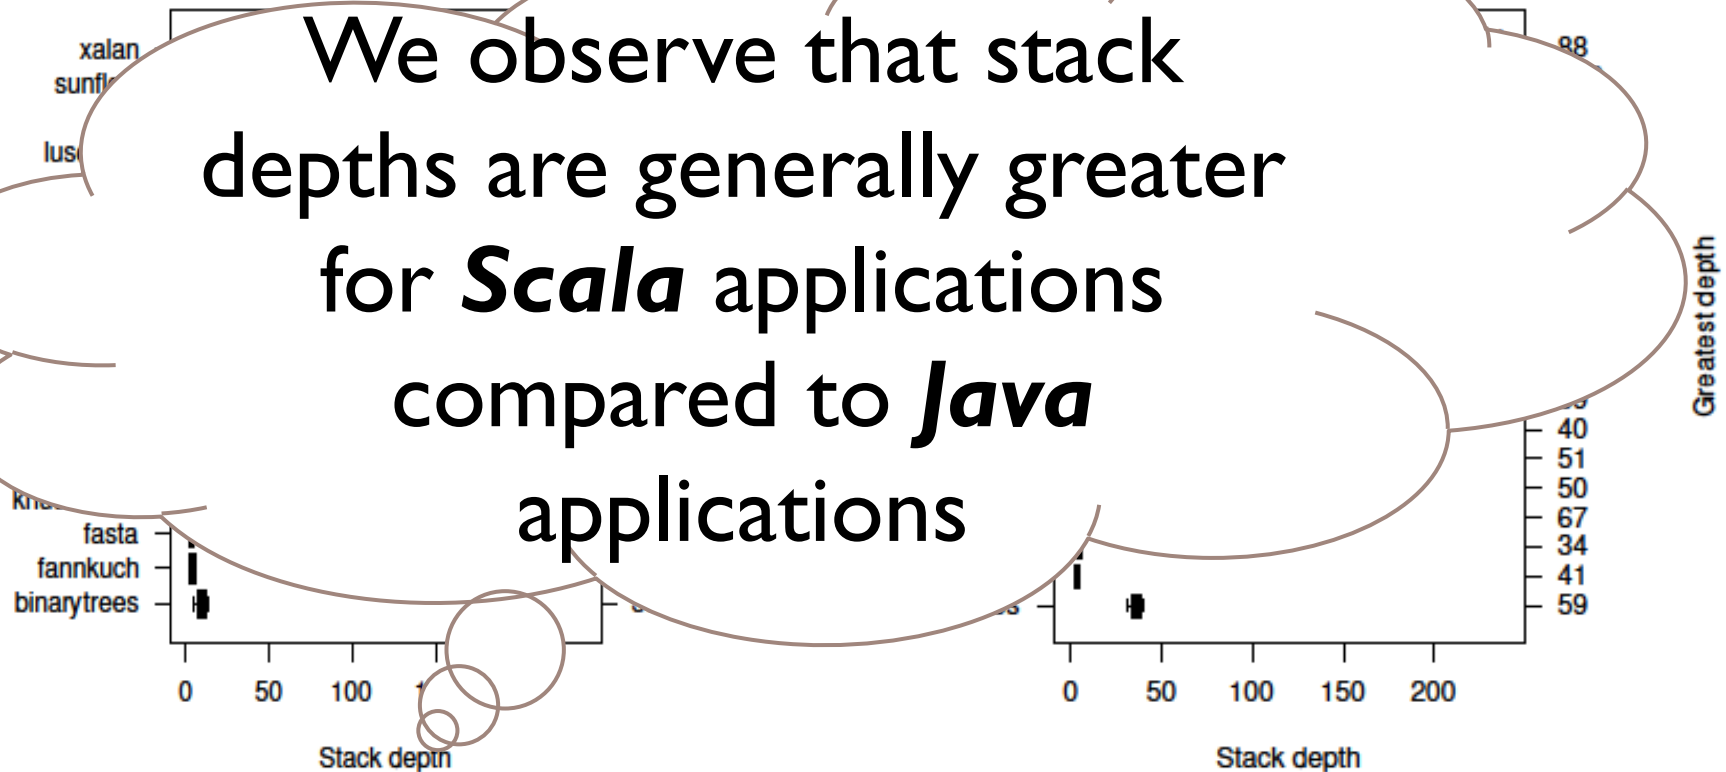 We observe that stack
depths are generally greater
for Scala applications
compared to Java
applications
xalan
fasta
fannkuch
binarytrees
0 50 100
Stack depth
88
40
51
50
67
34
41
59
Greatest depth
0 50 100 150 200
Stack depth